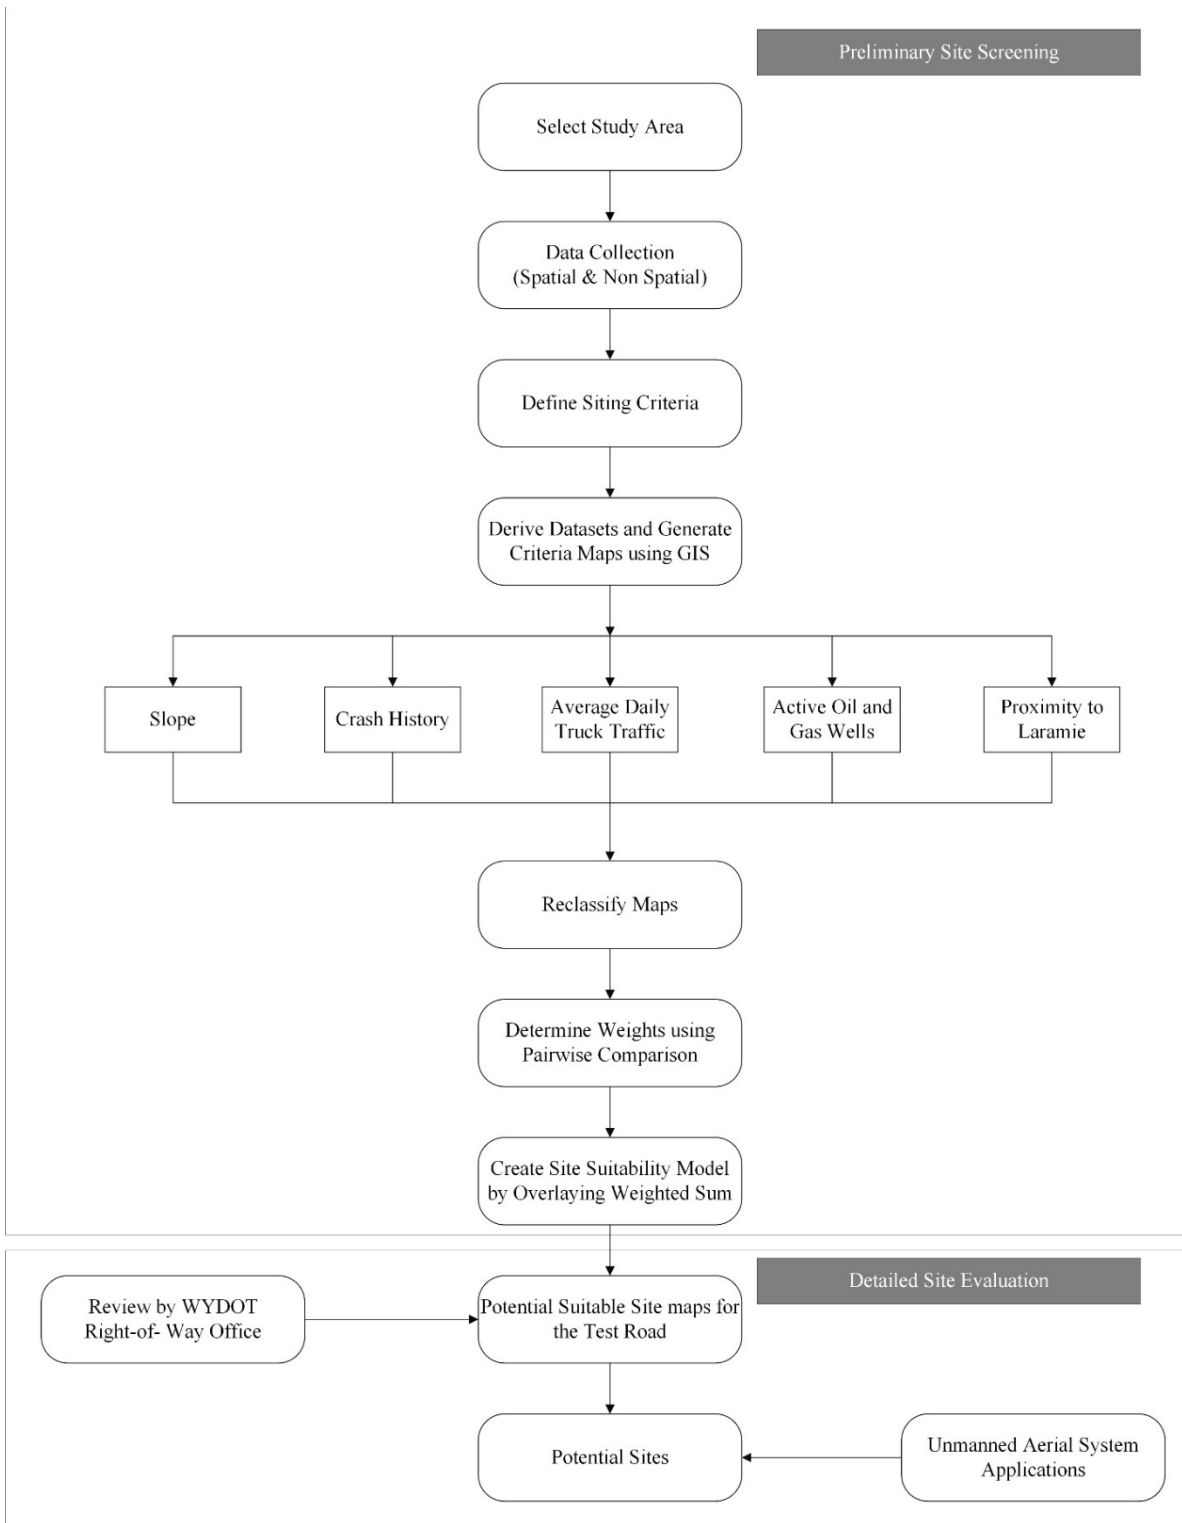 Preliminary Site Screening
Select Study Area
Data Collection
(Spatial & Non Spatial)
Define Siting Criteria
Derive Datasets and Generate
Criteria Maps using GIS
Slope
Crash History
Average Daily
Truck Traffic
Active Oil and
Gas Wells
Proximity to
Laramie
Reclassify Maps
Determine Weights using
Pairwise Comparison
Create Site Suitability Model
by Overlaying Weighted Sum
Detailed Site Evaluation
Review by WYDOT
Right-of- Way Office
Potential Suitable Site maps for
the Test Road
Potential Sites
Unmanned Aerial System
Applications